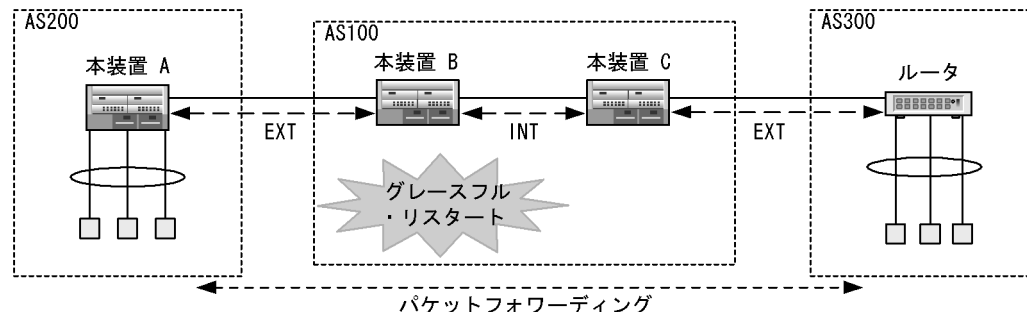 AS200
AS100
AS300
本装置 A
本装置 B
本装置 C
ルータ
EXT
INT
EXT
グレースフル
・リスタート
パケットフォワーディング